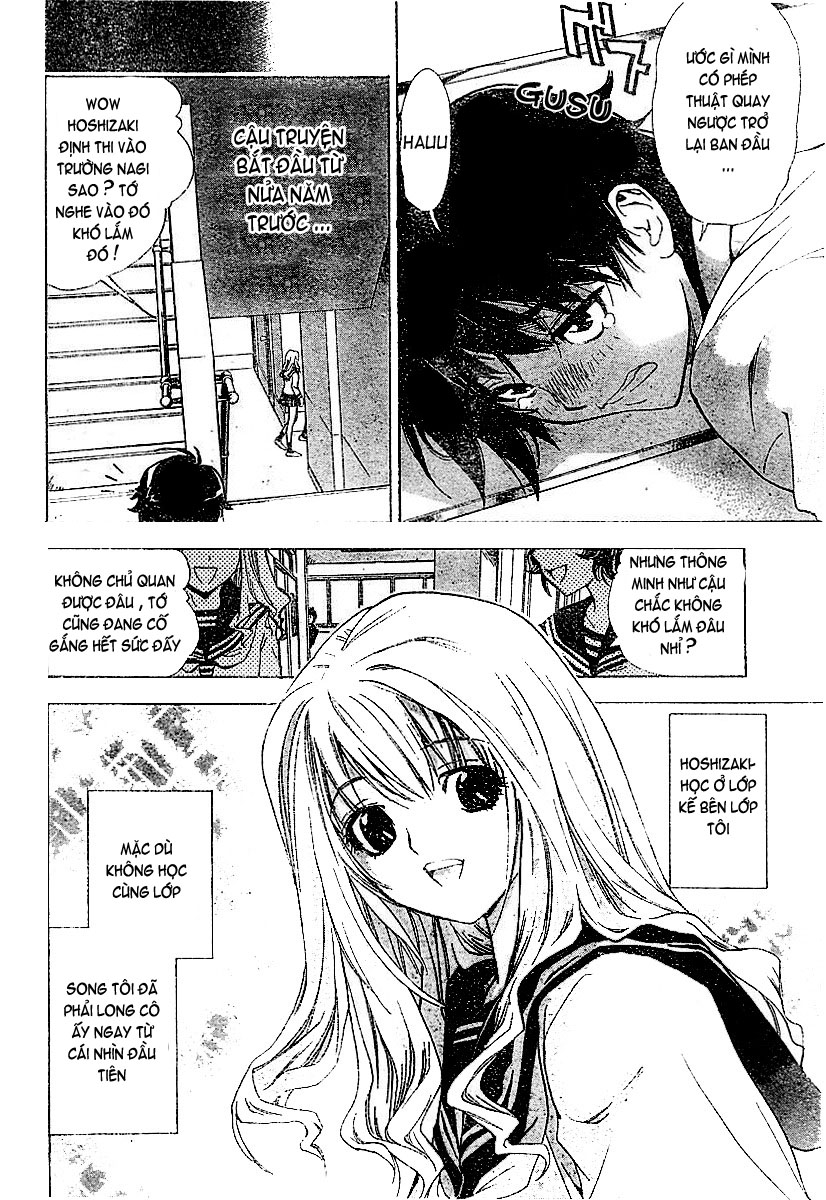 ƯỚC GÌ MÌNH
CÓ PHÉP
THUẬT QUAY
NGƯỢC TRỞ
LẠI BAN ĐẦU
...
GUSU
HAUU
CÂU TRUYỆN
BẮT ĐẦU TỪ
NỬA NĂM
TRƯỚC ...
WOW
HOSHIZAKI
ĐỊNH THI VÀO
TRƯỜNG NAGI
SAO ? TỚ
NGHE VÀO ĐÓ
KHÓ LẮM
ĐÓ !
NHƯNG THÔNG
MINH NHƯ CẬU
CHẮC KHÔNG
KHÓ LẮM ĐÂU
NHỈ ?
KHÔNG CHỦ QUAN
ĐƯỢC ĐÂU , TỚ
CŨNG ĐANG CỐ
GẮNG HẾT SỨC ĐẤY
HOSHIZAKI-
HỌC Ở LỚP
KẾ BÊN LỚP
TÔI
MẶC DÙ
KHÔNG HỌC
CÙNG LỚP
SONG TÔI ĐÃ
PHẢI LONG CÔ
ẤY NGAY TỪ
CÁI NHÌN ĐẦU
TIÊN